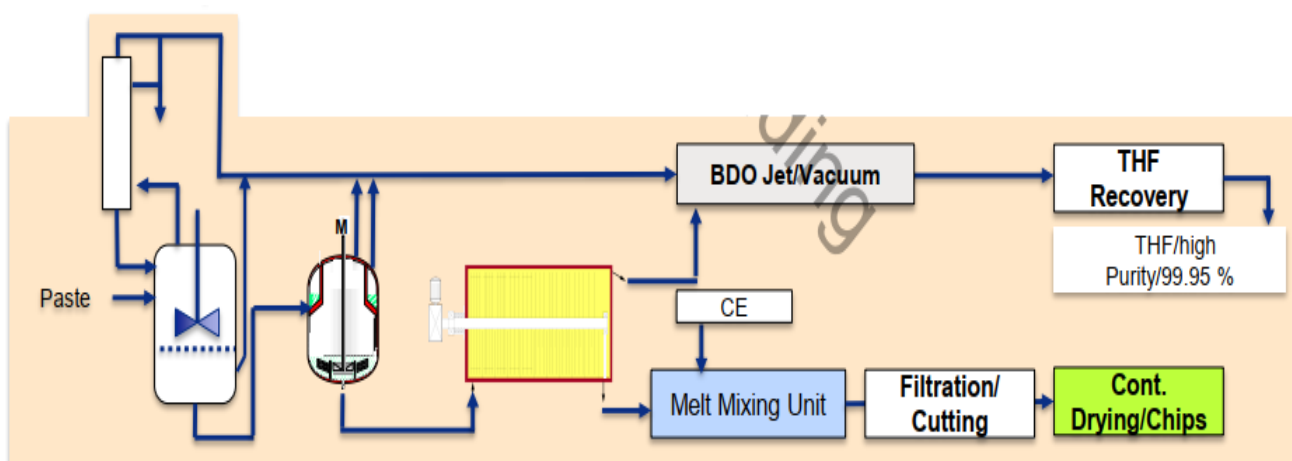 BDO Jet/Vacuum
THF
Recovery
THF/high
Purity/99.95 %
M
Paste
CE
Melt Mixing Unit
Filtration/
Cutting
Cont.
Drying/Chips
ding